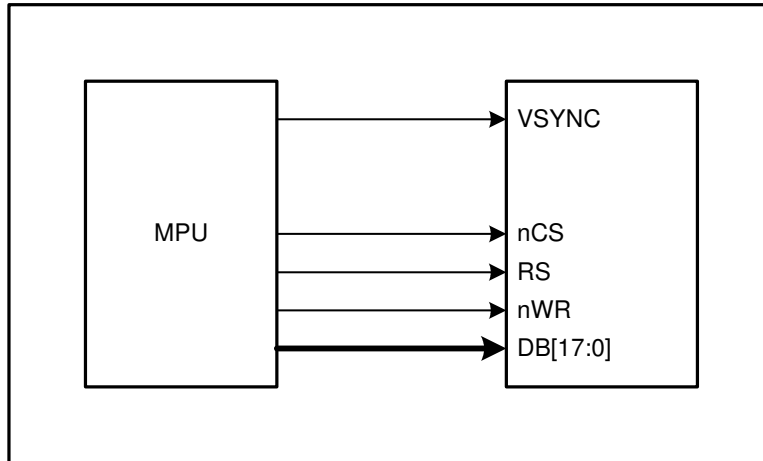 VSYNC
MPU
nCS
RS
nWR
DB[17:0]